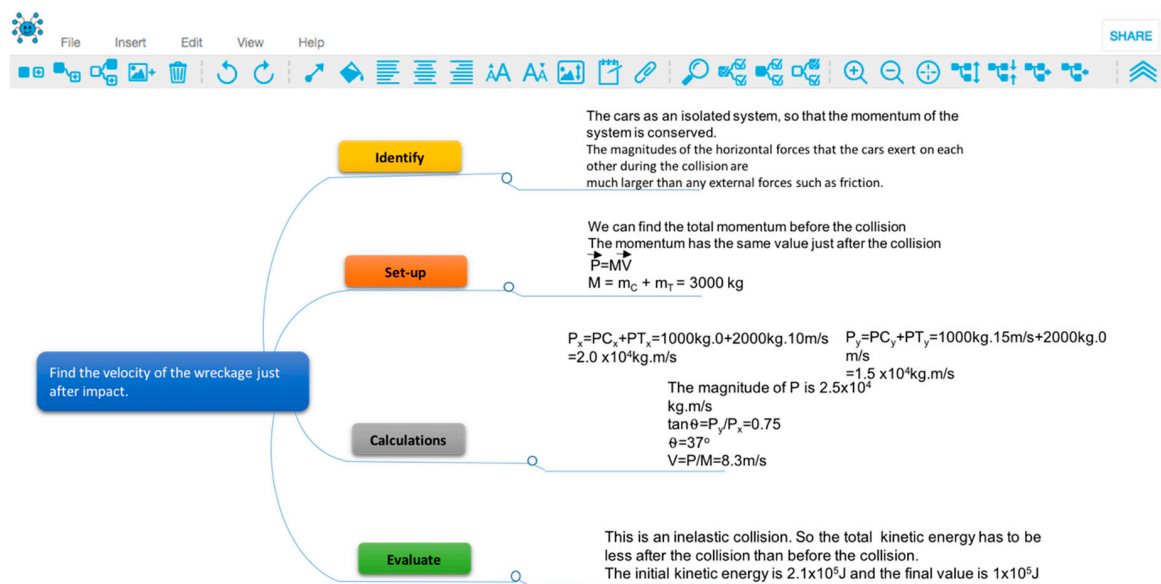 SHARE
File Insert Edit View Help
The cars as an isolated system, so that the momentum of the
system is conserved.
The magnitudes of the horizontal forces that the cars exert on each
other during the collision are
much larger than any external forces such as friction.
Identify
We can find the total momentum before the collision
The momentum has the same value just after the collision
P=MV
M = mC + mT = 3000 kg
Set-up
Px=PCx+PTx=1000kg.0+2000kg.10m/s
=2.0 x10⁴kg.m/s
Py=PCy+PTy=1000kg.15m/s+2000kg.0
m/s
=1.5 x10⁴kg.m/s
Find the velocity of the wreckage just
after impact.
The magnitude of P is 2.5x10⁴
kg.m/s
tanθ=Py/Px=0.75
θ=37º
V=P/M=8.3m/s
Calculations
This is an inelastic collision. So the total kinetic energy has to be
less after the collision than before the collision.
The initial kinetic energy is 2.1x10⁵J and the final value is 1x10⁵J
Evaluate